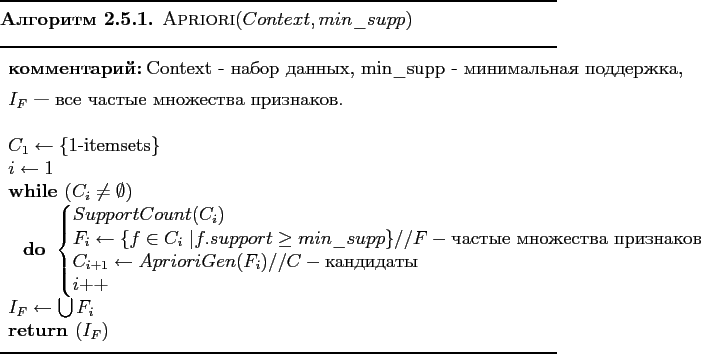 Алгоритм 2.5.1. APRIORI(Context, min_supp)
комментарий: Context - набор данных, min_supp - минимальная поддержка,
I_F — все частые множества признаков.
C_1 ← {1-itemsets}
i ← 1
while (C_i ≠ ∅)
SupportCount(C_i)
F_i ← {f ∈ C_i | f.support ≥ min_supp}//F − частые множества признаков
do
C_{i+1} ← AprioriGen(F_i)//C − кандидаты
i++
I_F ← ⋃ F_i
return (I_F)